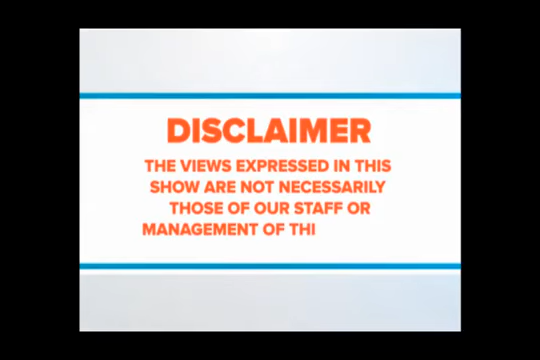 DISCLAIMER
THE VIEWS EXPRESSED IN THIS
SHOW ARE NOT NECESSARILY
THOSE OF OUR STAFF OR
MANAGEMENT OF THI